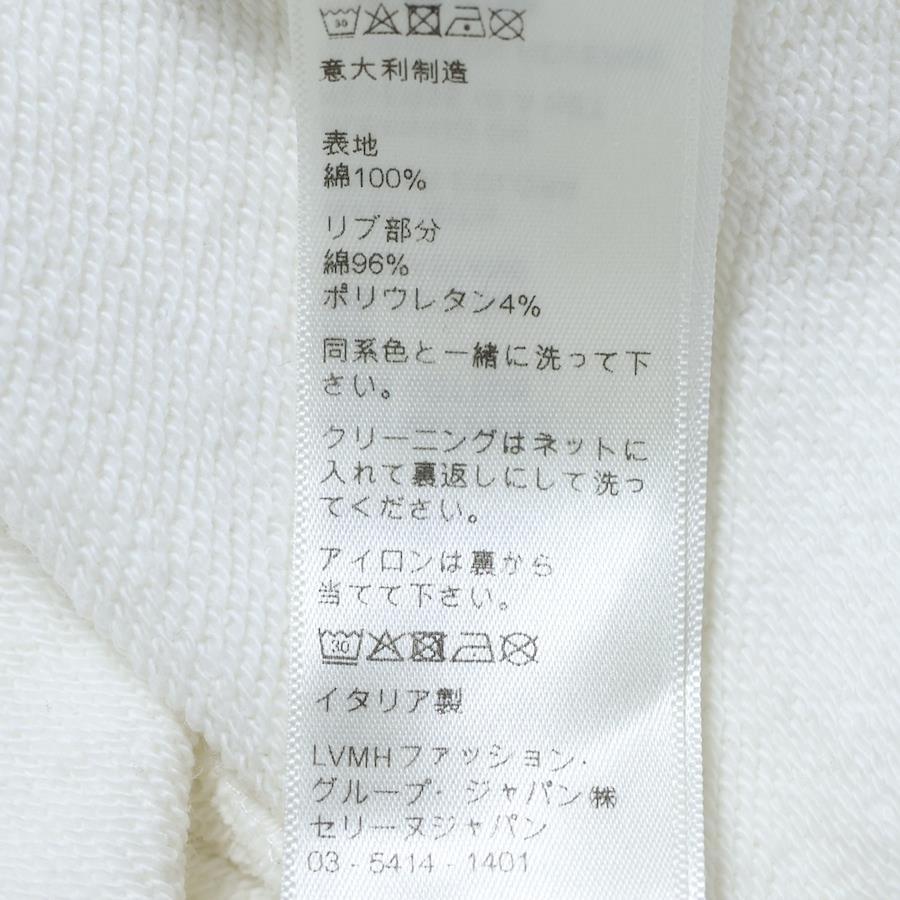 30
意大利制造
表地
綿100%
リブ部分
綿96%
ポリウレタン4%
同系色と一緒に洗って下
さい。
クリーニングはネットに
入れて裏返しにして洗っ
てください。
アイロンは裏から
当てて下さい。
30
イタリア製
LVMHファッション·
グループ· ジャパン㈱
セリーヌジャパン
03 - 5414 - 1401